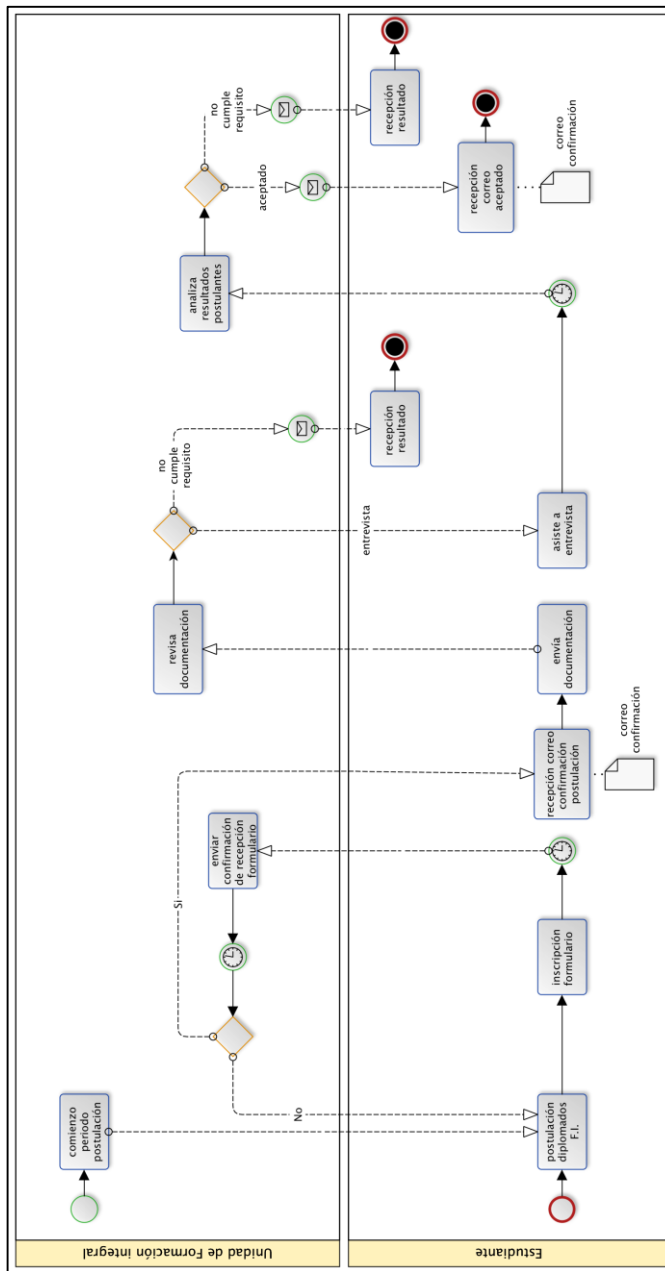 Unidad de Formación integral
comienzo
periodo
postulación
No
Si
enviar
confirmación
de recepción
formulario
revisa
documentación
no
cumple
requisito
entrevista
analiza
resultados
postulantes
no
cumple
requisito
aceptado
Estudiante
postulación
diplomados
F.I.
inscripción
formulario
recepción correo
confirmación
postulación
correo
confirmación
envía
documentación
asiste a
entrevista
recepción
resultado
recepción
correo
aceptado
correo
confirmación
recepción
resultado